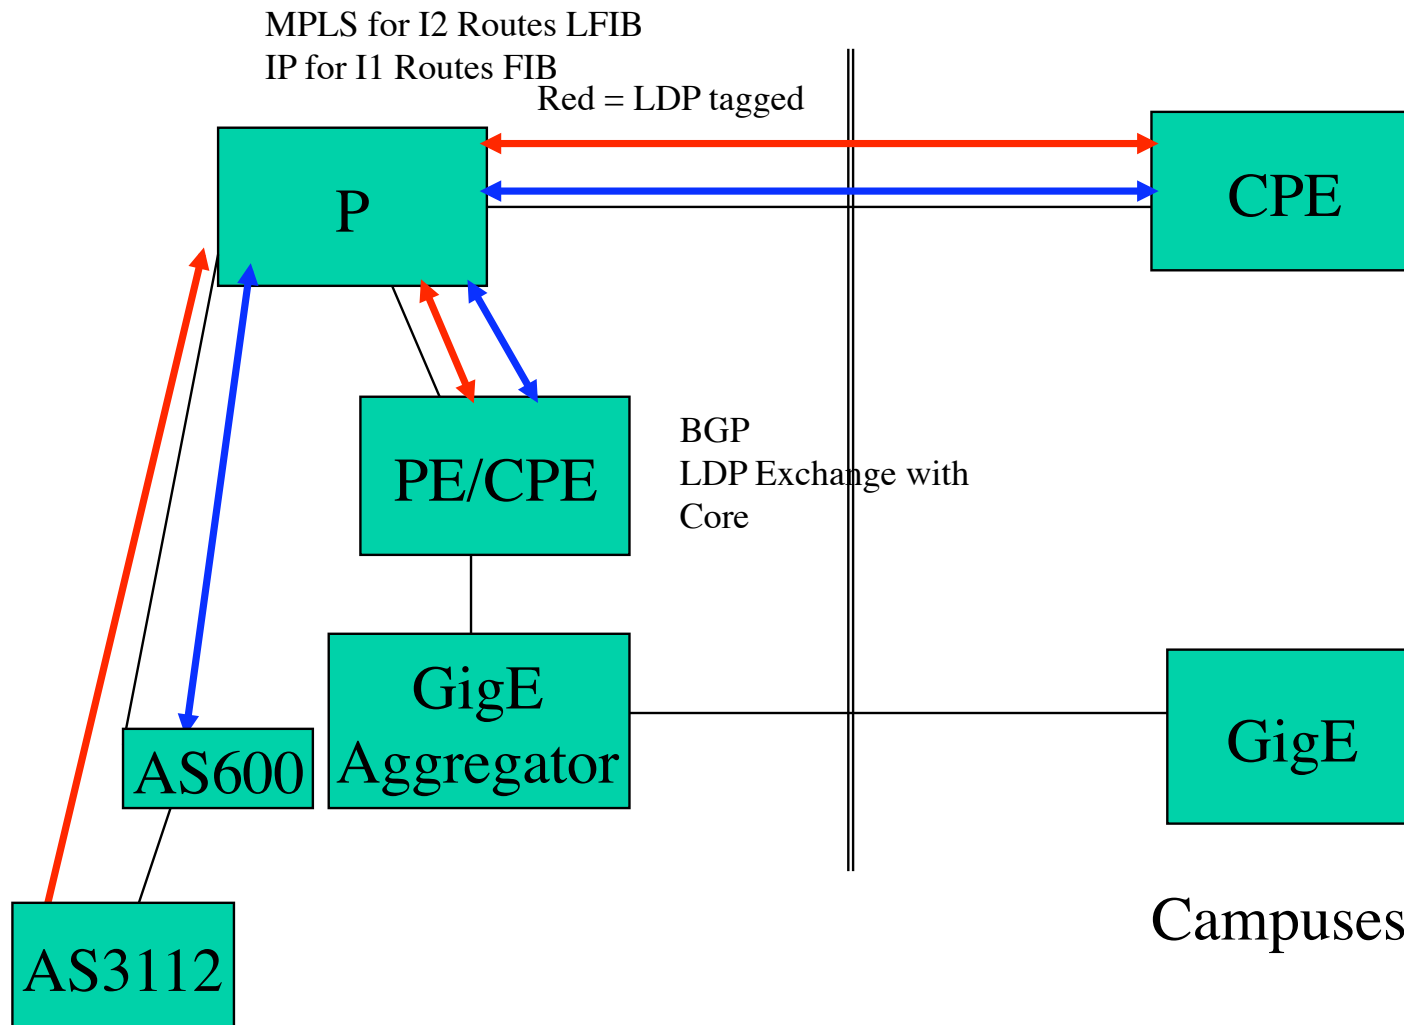 MPLS for I2 Routes LFIB
IP for I1 Routes FIB
Red = LDP tagged
P
CPE
PE/CPE
BGP
LDP Exchange with
Core
GigE
Aggregator
GigE
AS600
AS3112
Campuses